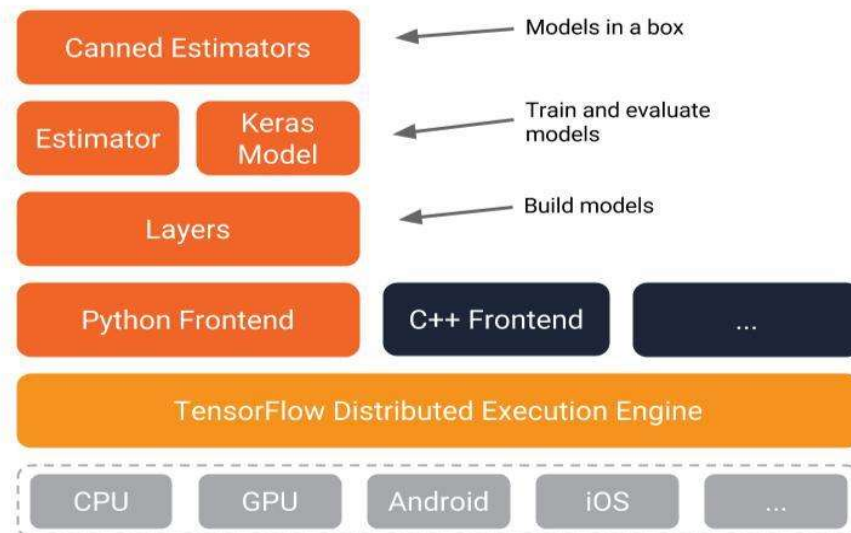 Canned Estimators
Models in a box
Estimator
Keras
Model
Train and evaluate
models
Layers
Build models
Python Frontend
C++ Frontend
...
TensorFlow Distributed Execution Engine
CPU
GPU
Android
iOS
...